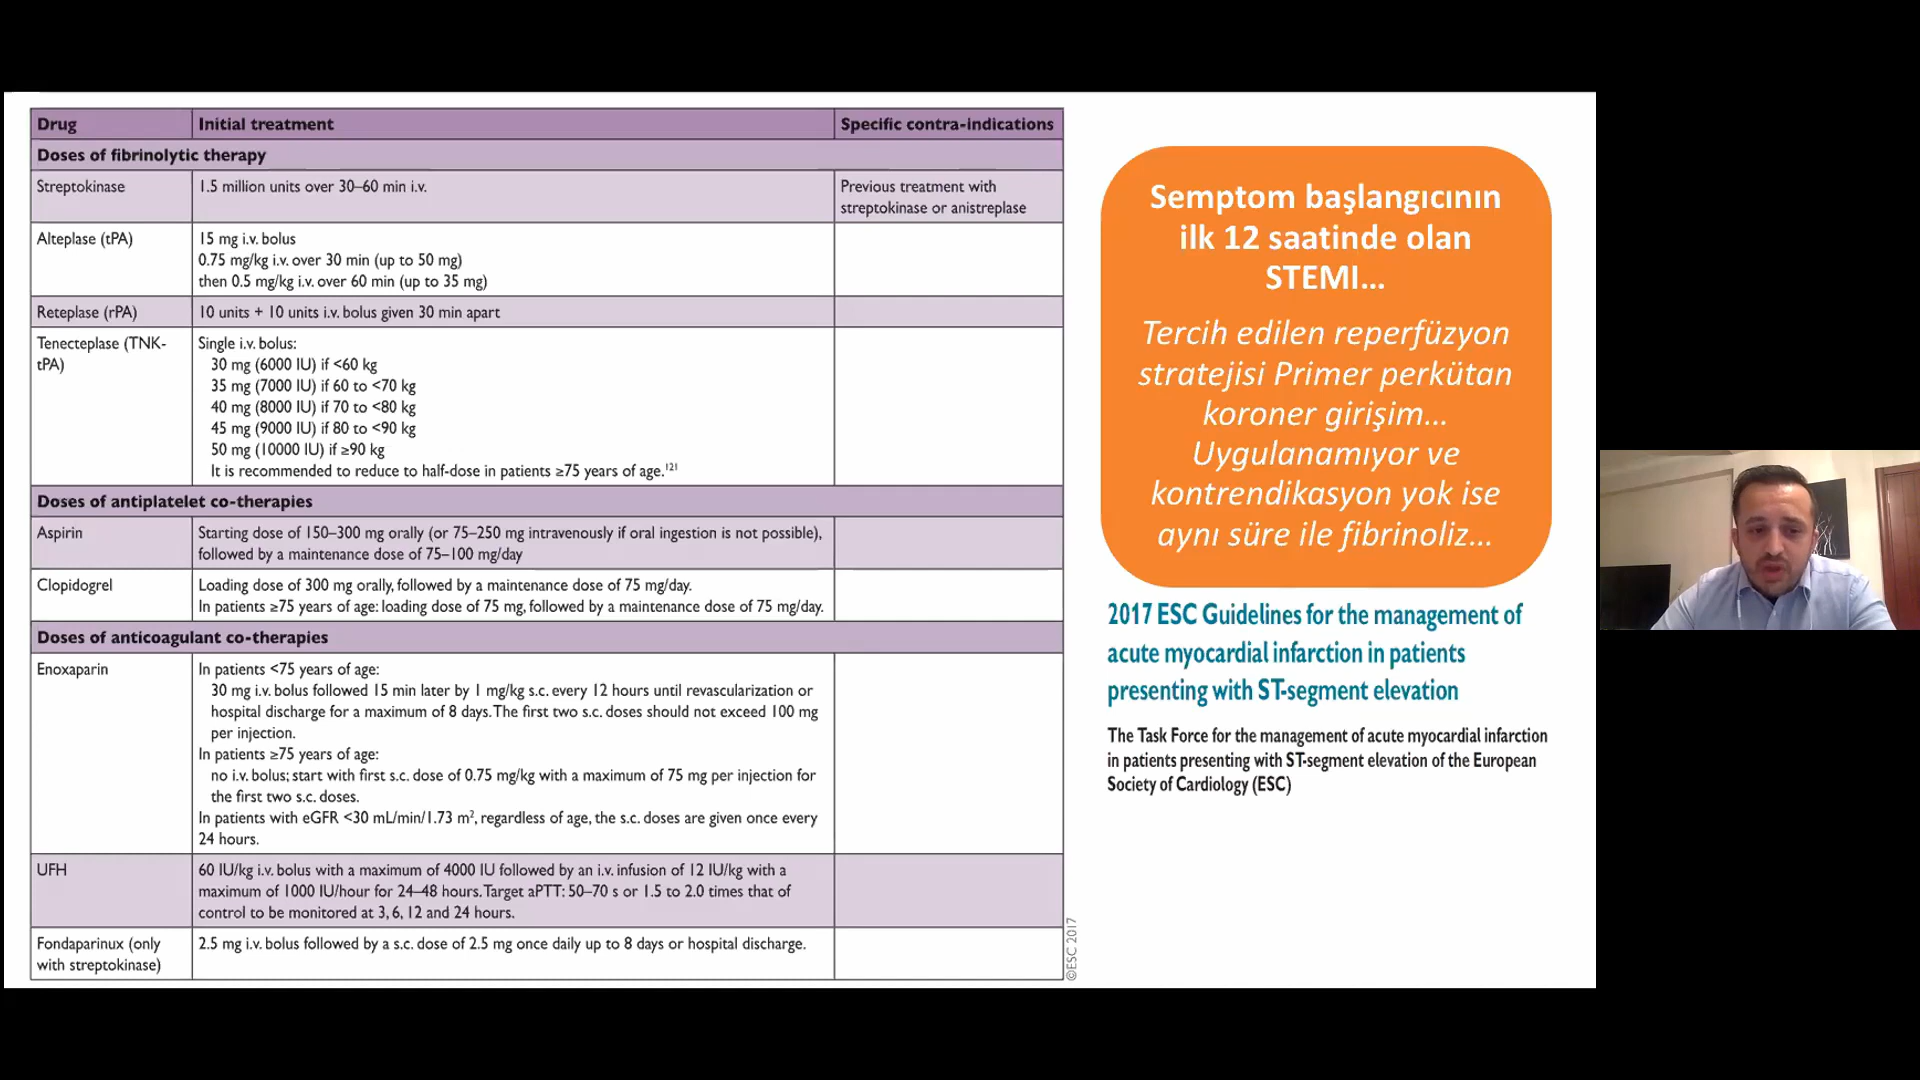 Drug Initial treatment Specific contra-indications
Doses of fibrinolytic therapy
Streptokinase 1.5 million units over 30–60 min i.v. Previous treatment with
streptokinase or anistreplase
Alteplase (tPA) 15 mg i.v. bolus
0.75 mg/kg i.v. over 30 min (up to 50 mg)
then 0.5 mg/kg i.v. over 60 min (up to 35 mg)
Reteplase (rPA) 10 units + 10 units i.v. bolus given 30 min apart
Tenecteplase (TNK- Single i.v. bolus:
tPA) 30 mg (6000 IU) if <60 kg
35 mg (7000 IU) if 60 to <70 kg
40 mg (8000 IU) if 70 to <80 kg
45 mg (9000 IU) if 80 to <90 kg
50 mg (10000 IU) if ≥90 kg
It is recommended to reduce to half-dose in patients ≥75 years of age.¹²¹
Doses of antiplatelet co-therapies
Aspirin Starting dose of 150–300 mg orally (or 75–250 mg intravenously if oral ingestion is not possible),
followed by a maintenance dose of 75–100 mg/day
Clopidogrel Loading dose of 300 mg orally, followed by a maintenance dose of 75 mg/day.
In patients ≥75 years of age: loading dose of 75 mg, followed by a maintenance dose of 75 mg/day.
Doses of anticoagulant co-therapies
Enoxaparin In patients <75 years of age:
30 mg i.v. bolus followed 15 min later by 1 mg/kg s.c. every 12 hours until revascularization or
hospital discharge for a maximum of 8 days. The first two s.c. doses should not exceed 100 mg
per injection.
In patients ≥75 years of age:
no i.v. bolus; start with first s.c. dose of 0.75 mg/kg with a maximum of 75 mg per injection for
the first two s.c. doses.
In patients with eGFR <30 mL/min/1.73 m², regardless of age, the s.c. doses are given once every
24 hours.
UFH 60 IU/kg i.v. bolus with a maximum of 4000 IU followed by an i.v. infusion of 12 IU/kg with a
maximum of 1000 IU/hour for 24–48 hours. Target aPTT: 50–70 s or 1.5 to 2.0 times that of
control to be monitored at 3, 6, 12 and 24 hours.
Fondaparinux (only 2.5 mg i.v. bolus followed by a s.c. dose of 2.5 mg once daily up to 8 days or hospital discharge.
with streptokinase)
©ESC 2017
Semptom başlangıcının
ilk 12 saatinde olan
STEMI...
Tercih edilen reperfüzyon
stratejisi Primer perkütan
koroner girişim...
Uygulanamıyor ve
kontrendikasyon yok ise
aynı süre ile fibrinoliz...
2017 ESC Guidelines for the management of
acute myocardial infarction in patients
presenting with ST-segment elevation
The Task Force for the management of acute myocardial infarction
in patients presenting with ST-segment elevation of the European
Society of Cardiology (ESC)